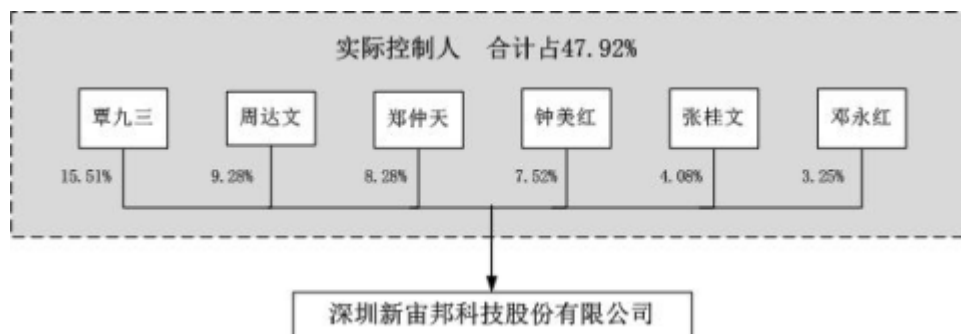 实际控制人 合计占47.92%
覃九三 周达文 郑仲天 钟美红 张桂文 邓永红
15.51% 9.28% 8.28% 7.52% 4.08% 3.25%
深圳新宙邦科技股份有限公司